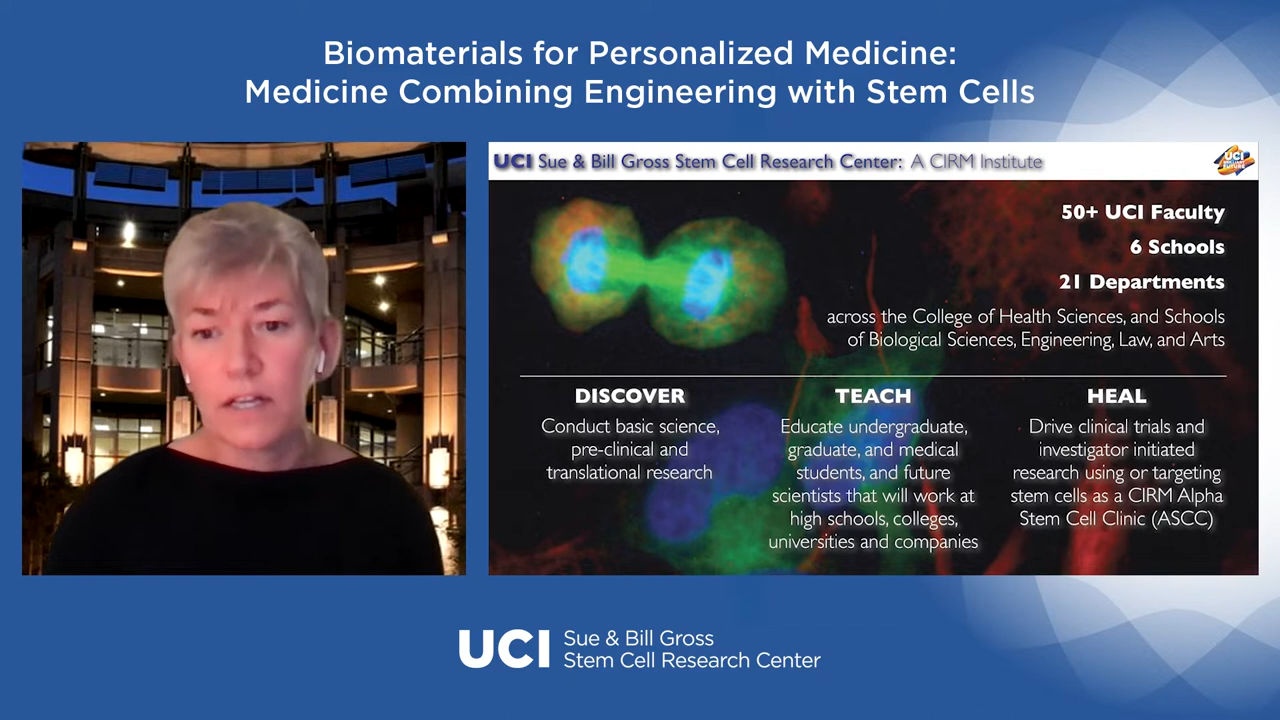 Biomaterials for Personalized Medicine:
Medicine Combining Engineering with Stem Cells
UCI Sue & Bill Gross Stem Cell Research Center: A CIRM Institute
UCI
BRILLIANT
FUTURE
50+ UCI Faculty
6 Schools
21 Departments
across the College of Health Sciences, and Schools
of Biological Sciences, Engineering, Law, and Arts
DISCOVER
Conduct basic science,
pre-clinical and
translational research
TEACH
Educate undergraduate,
graduate, and medical
students, and future
scientists that will work at
high schools, colleges,
universities and companies
HEAL
Drive clinical trials and
investigator initiated
research using or targeting
stem cells as a CIRM Alpha
Stem Cell Clinic (ASCC)
UCI
Sue & Bill Gross
Stem Cell Research Center